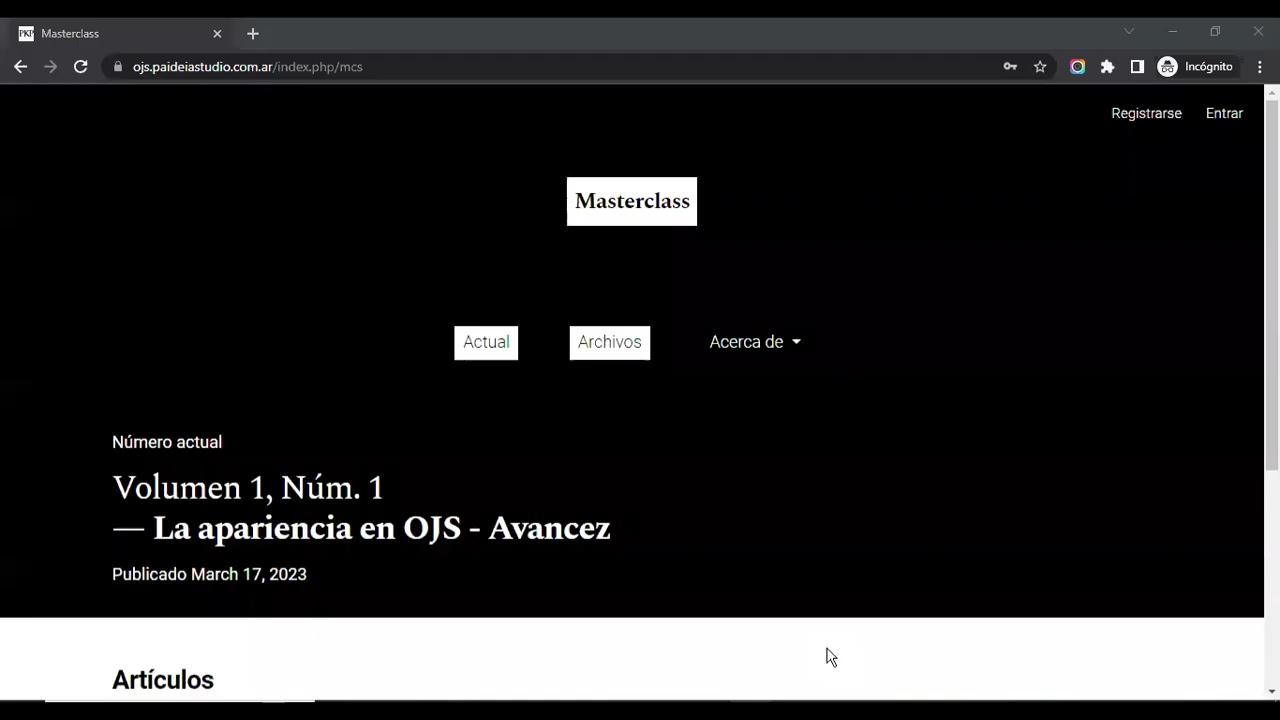 PKP Masterclass
ojs.paideiastudio.com.ar/index.php/mcs
Incógnito
Registrarse Entrar
Masterclass
Actual Archivos Acerca de
Número actual
Volumen 1, Núm. 1
— La apariencia en OJS - Avancez
Publicado March 17, 2023
Artículos